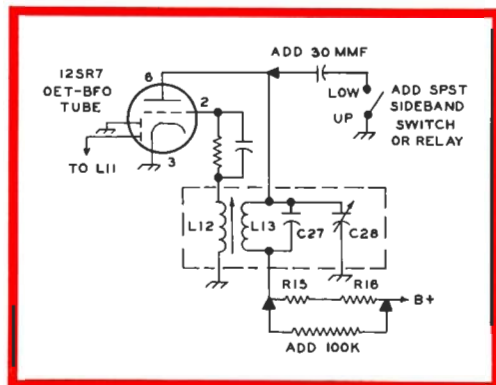 ADD 30 MMF
12SR7
OET-BFO
TUBE
6
2
3
LOW
UP
ADD SPST
SIDEBAND
SWITCH
OR RELAY
TO L11
L12
L13
C27
C28
R15
R16
B+
ADD 100K